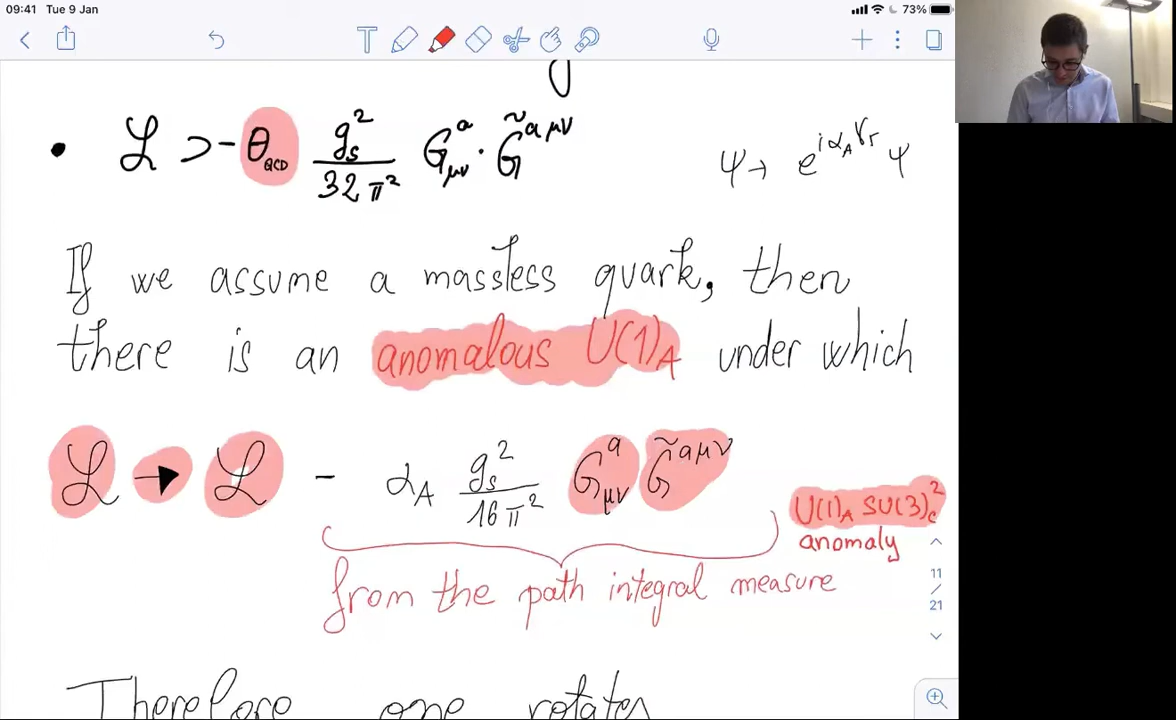 09:41 Tue 9 Jan
73%
• ℒ > - θ_QCD g_s²/32π² G^a_μν · G̃^aμν
ψ → e^{iα_A γ_5} ψ
If we assume a massless quark, then
there is an anomalous U(1)_A under which
ℒ → ℒ - α_A g_s²/16π² G^a_μν G̃^aμν
U(1)_A SU(3)_c²
anomaly
from the path integral measure
11
/
21
Therefore one rotates